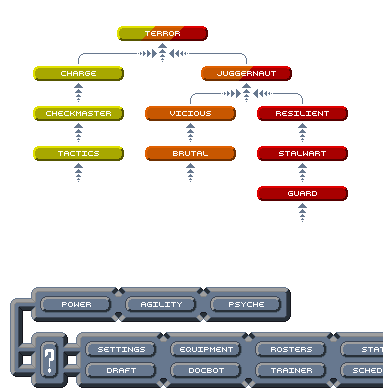 TERROR
CHARGE JUGGERNAUT
CHECKMASTER VICIOUS RESILIENT
TACTICS BRUTAL STALWART
GUARD
POWER AGILITY PSYCHE
? SETTINGS EQUIPMENT ROSTERS STAT
DRAFT DOCBOT TRAINER SCHED